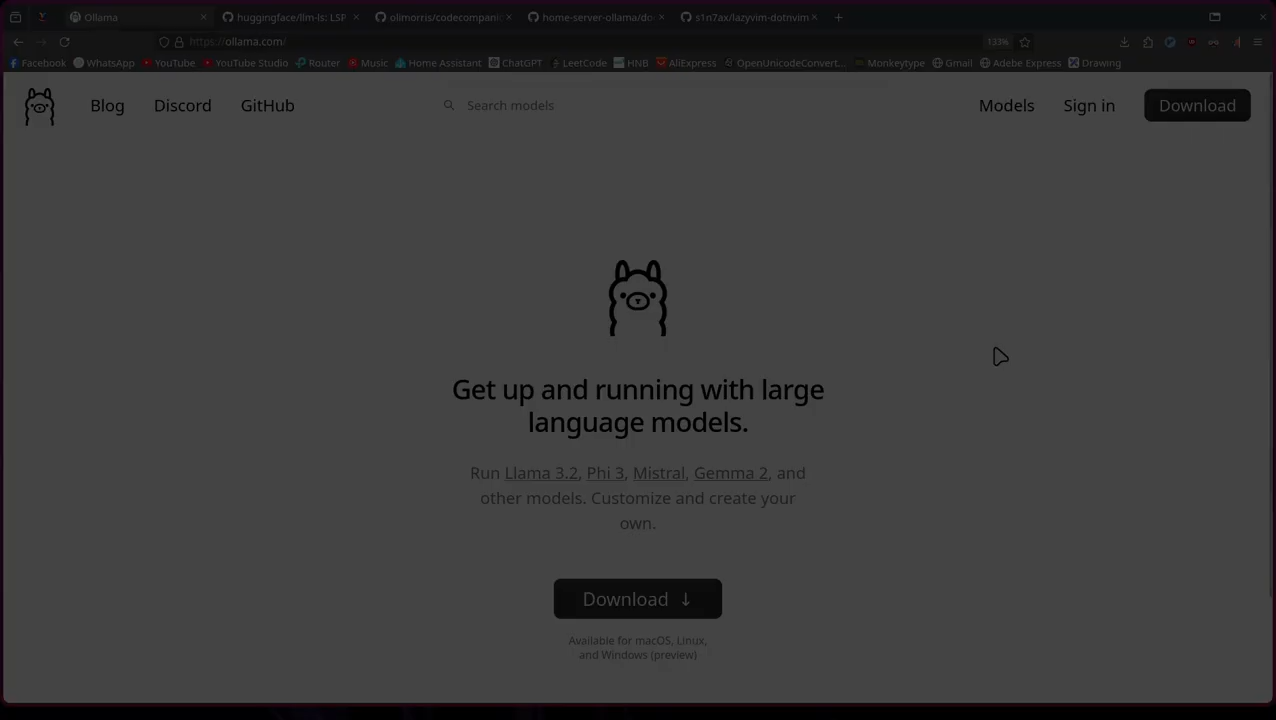 Ollama
huggingface/llm-ls: LSP
olimorris/codecompanio
home-server-ollama/do
s1n7ax/lazyvim-dotnvim
https://ollama.com/
133%
Facebook WhatsApp YouTube YouTube Studio Router Music Home Assistant ChatGPT LeetCode HNB AliExpress OpenUnicodeConvert... Monkeytype Gmail Adebe Express Drawing
Blog Discord GitHub Search models Models Sign in Download
Get up and running with large
language models.
Run Llama 3.2, Phi 3, Mistral, Gemma 2, and
other models. Customize and create your
own.
Download ↓
Available for macOS, Linux,
and Windows (preview)